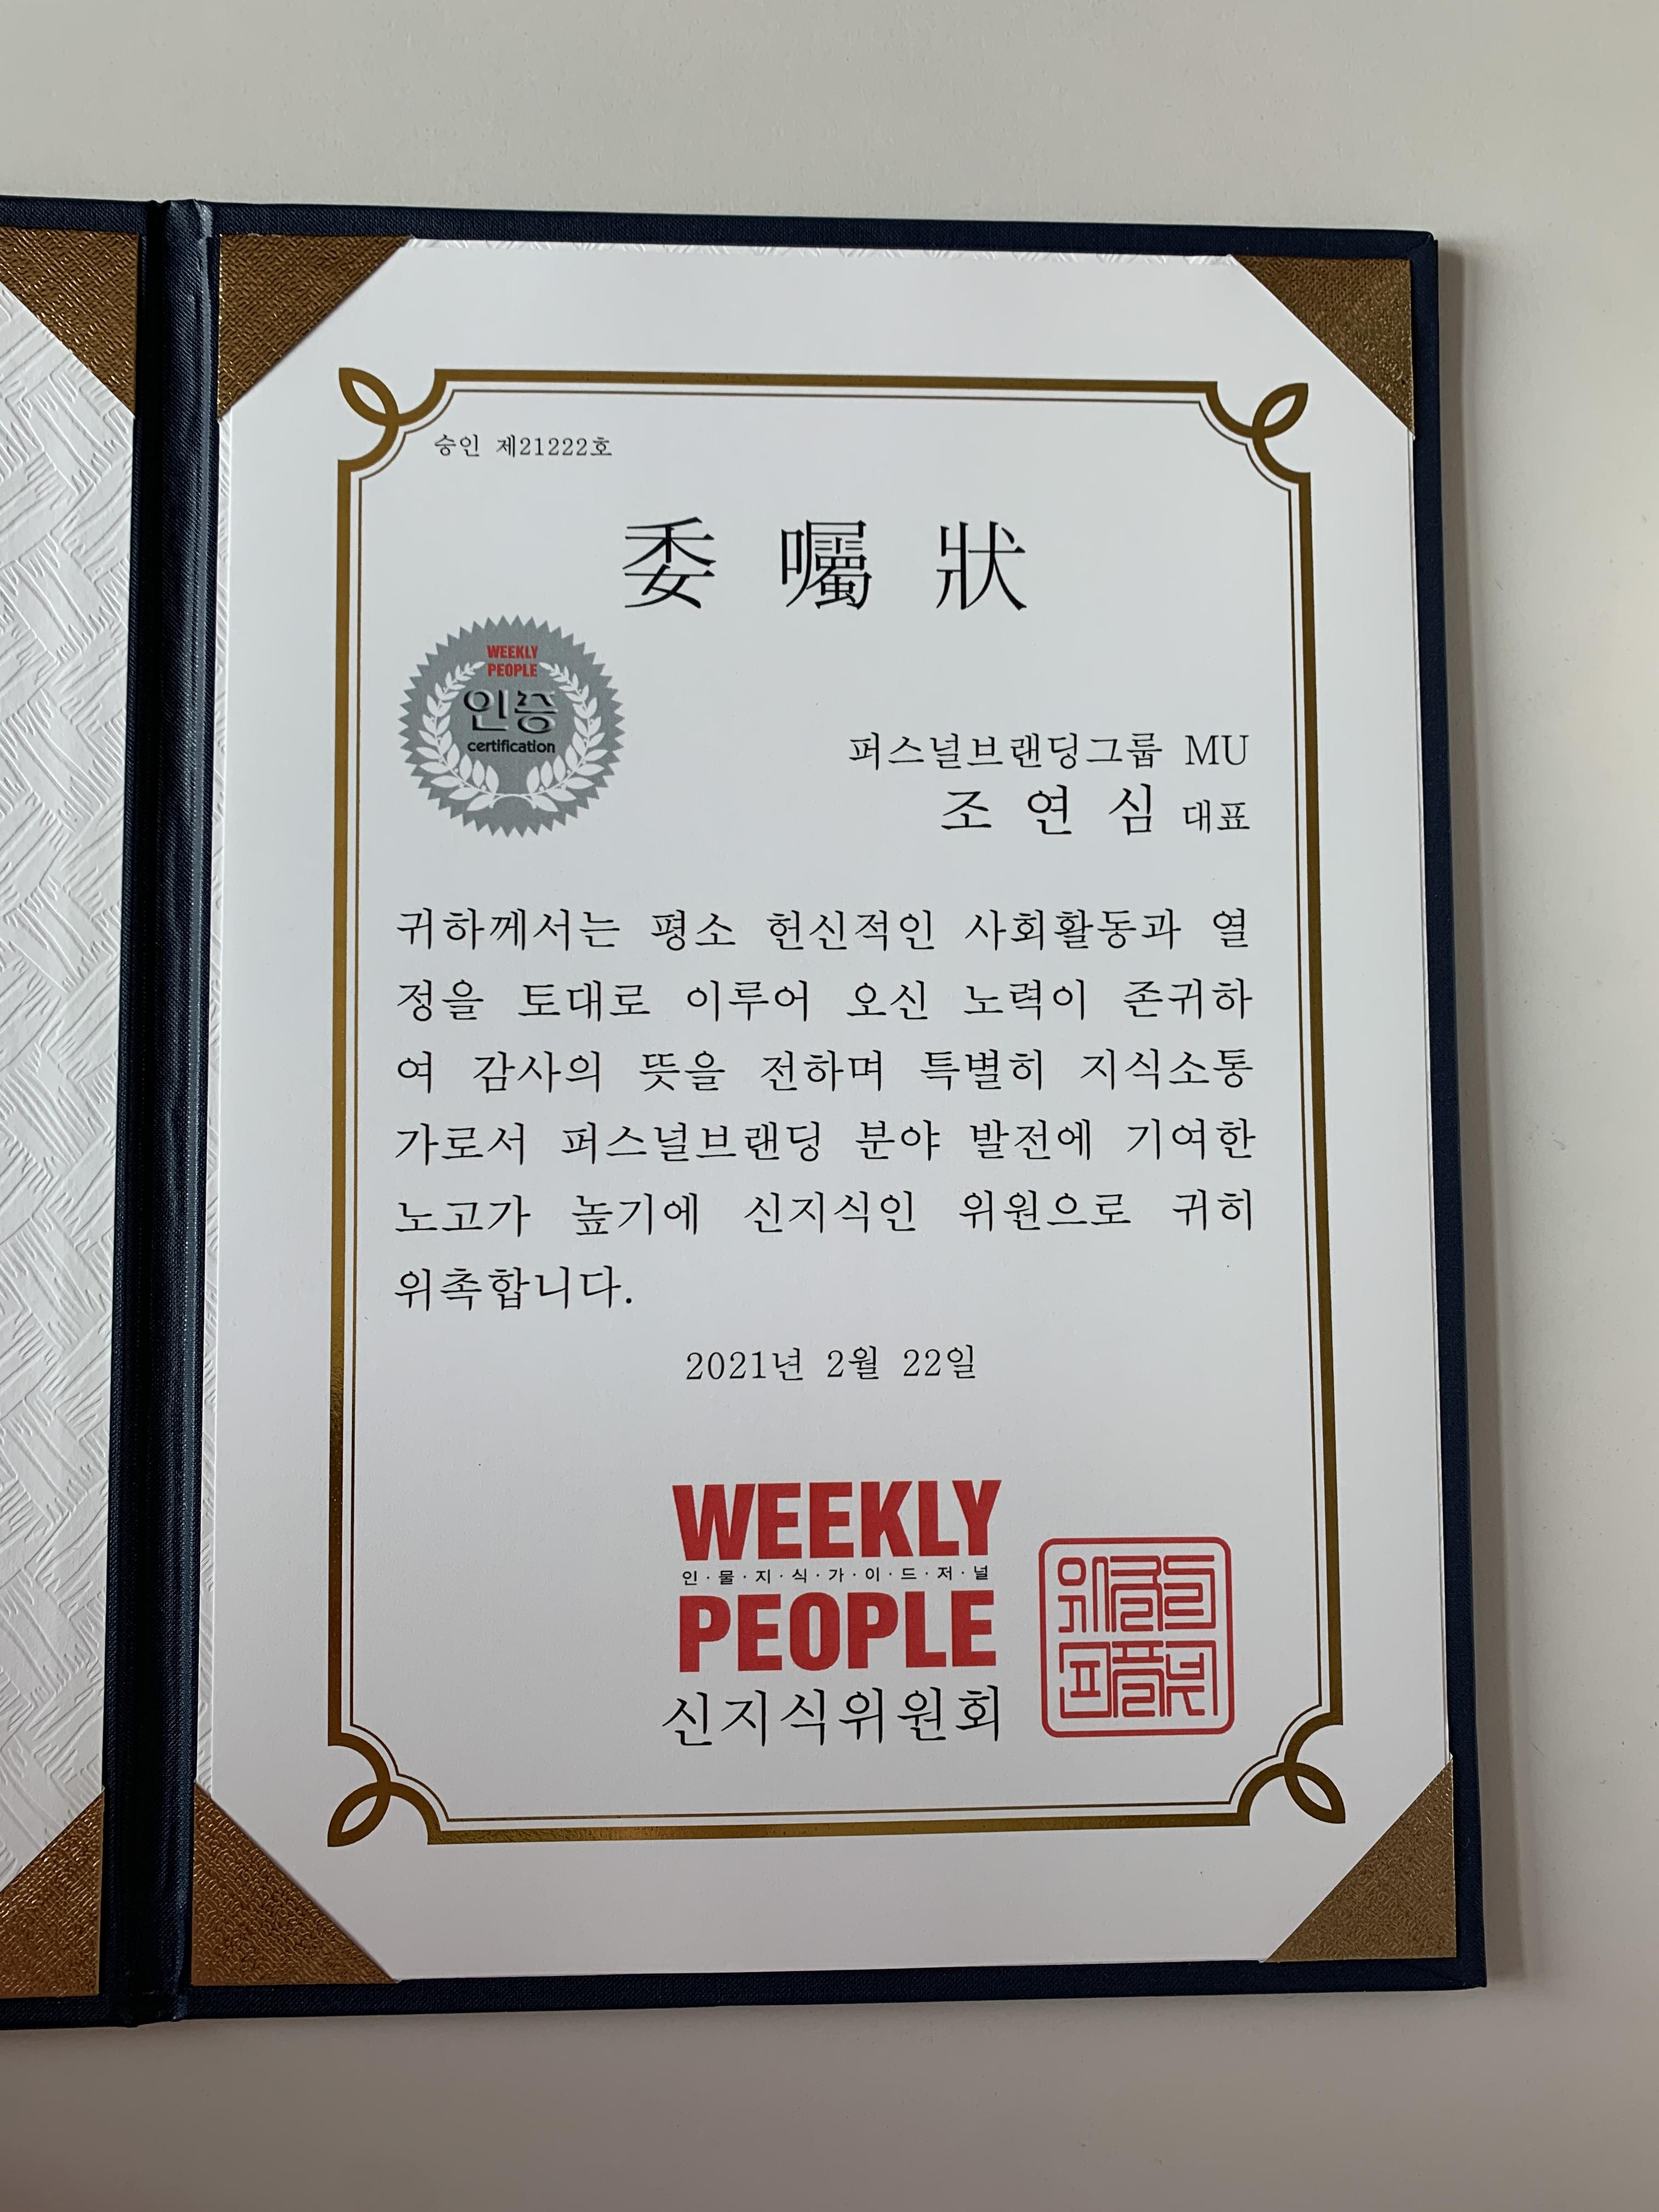 승인 제21222호
委囑狀
WEEKLY
PEOPLE
인증
certification
퍼스널브랜딩그룹 MU
조연심 대표
귀하께서는 평소 헌신적인 사회활동과 열
정을 토대로 이루어 오신 노력이 존귀하
여 감사의 뜻을 전하며 특별히 지식소통
가로서 퍼스널브랜딩 분야 발전에 기여한
노고가 높기에 신지식인 위원으로 귀히
위촉합니다.
2021년 2월 22일
WEEKLY
인·물·지·식·가·이·드·저·널
PEOPLE
신지식위원회